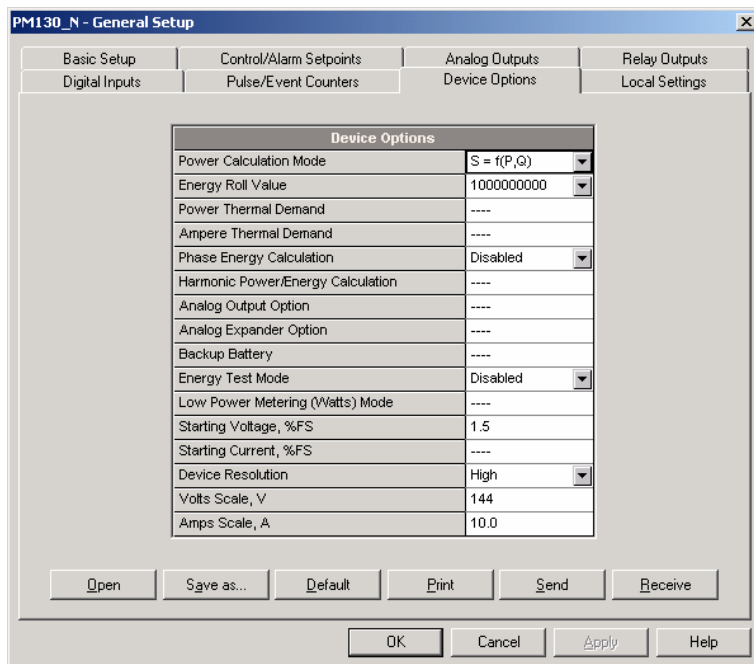 PM130_N - General Setup
Basic Setup
Control/Alarm Setpoints
Analog Outputs
Relay Outputs
Digital Inputs
Pulse/Event Counters
Device Options
Local Settings
Device Options
Power Calculation Mode S = f(P,Q)
Energy Roll Value 1000000000
Power Thermal Demand ----
Ampere Thermal Demand ----
Phase Energy Calculation Disabled
Harmonic Power/Energy Calculation ----
Analog Output Option ----
Analog Expander Option ----
Backup Battery ----
Energy Test Mode Disabled
Low Power Metering (Watts) Mode ----
Starting Voltage, %FS 1.5
Starting Current, %FS ----
Device Resolution High
Volts Scale, V 144
Amps Scale, A 10.0
Open Save as... Default Print Send Receive
OK Cancel Apply Help